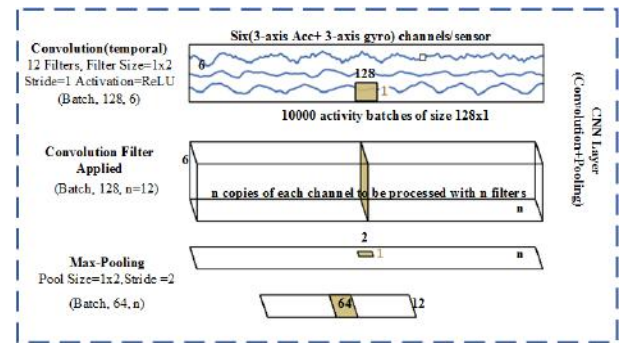 Six(3-axis Acc+ 3-axis gyro) channels/sensor
Convolution(temporal)
12 Filters, Filter Size=1x2
Stride=1 Activation=ReLU
(Batch, 128, 6)
6
128
1
10000 activity batches of size 128x1
CNN Layer
(Convolution+Pooling)
Convolution Filter
Applied
(Batch, 128, n=12)
6
n copies of each channel to be processed with n filters
n
Max-Pooling
Pool Size=1x2,Stride =2
(Batch, 64, n)
2
1
n
64
12